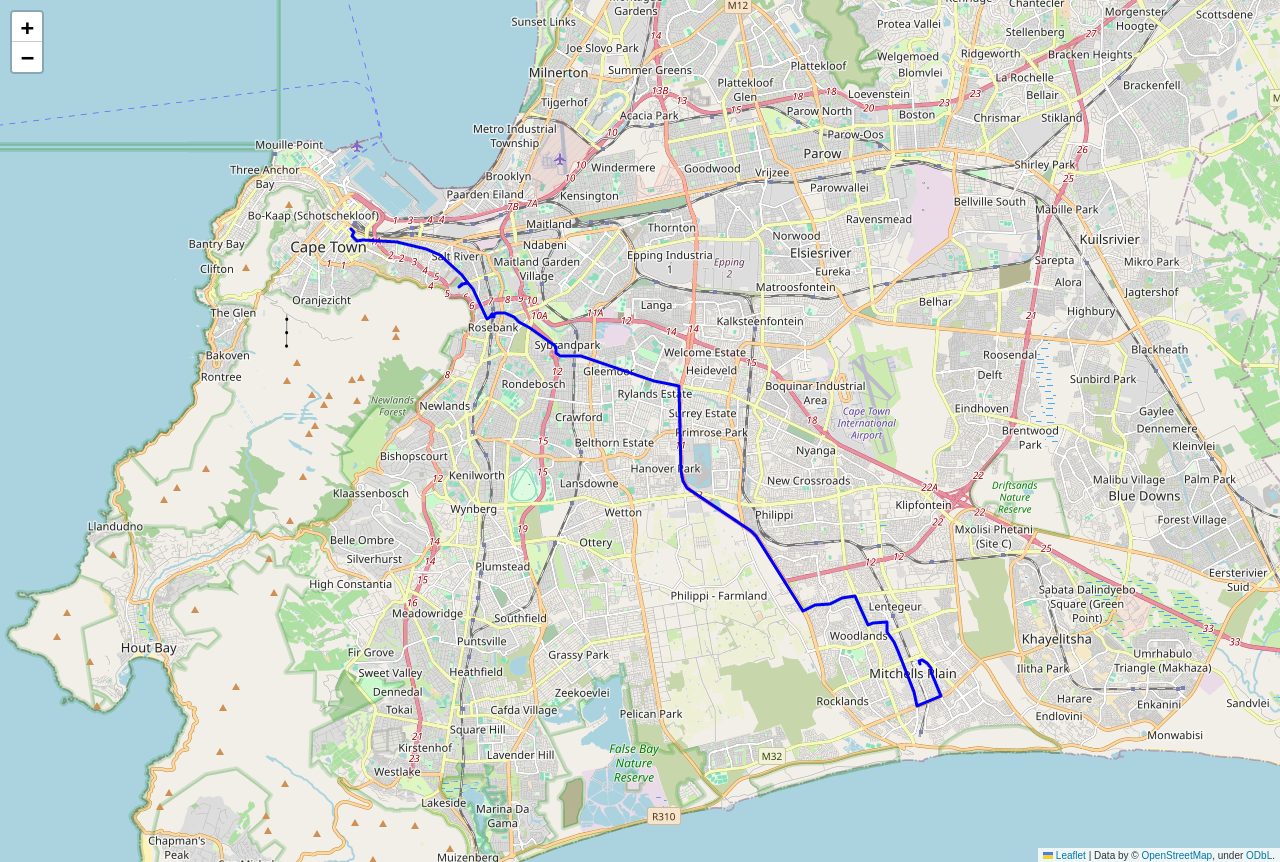 +
−
Sunset Links
Gardens
M12
Chantecler
Morgenster
Hoogte
Scottsdene
Protea Vallei
Stellenberg
Joe Slovo Park
14
27
Bracken Heights
Ridgeworth
Welgemoed
Milnerton
Summer Greens
Plattekloof
Blomvlei
La Rochelle
Plattekloof
Glen
Loevenstein
Bellair
Brackenfell
Tijgerhof
13B
13
18
18
20
23
23
15
Parow North
Boston
Chrismar
Stikland
Acacia Park
Metro Industrial
Township
10
Parow-Oos
26
Mouille Point
Parow
Three Anchor
Bay
Windermere
Goodwood
Vrijzee
Shirley Park
10
25
Brooklyn
10
Parowvallei
Paarden Eiland
Kensington
Bellville South
Mabille Park
7B
7A
Bo-Kaap (Schotschekloof)
1
3
4
4
Maitland
Thornton
Ravensmead
Norwood
Kuilsrivier
Bantry Bay
Cape Town
Ndabeni
Elsiesriver
Salt River
Epping Industria
1
Epping
2
Sarepta
Mikro Park
Clifton
1
1
2
2
3
4
5
4
Maitland Garden
Village
Eureka
Matroosfontein
Alora
Jagtershof
Oranjezicht
5
6
7
8
9
10
Langa
Belhar
Highbury
The Glen
10A
11A
12
14
14
21
Kalksteenfontein
Rosebank
Sybrandpark
Welcome Estate
15
Roosendal
Blackheath
Bakoven
Gleemoor
Heideveld
Delft
Rontree
8
12
Rondebosch
Rylands Estate
Boquinar Industrial
Area
Sunbird Park
Newlands
Forest
Newlands
Crawford
Surrey Estate
Cape Town
International
Airport
18
Eindhoven
Gaylee
Dennemere
Primrose Park
Brentwood
Park
15
Belthorn Estate
11
Kleinvlei
Bishopscourt
Nyanga
Hanover Park
12
15
Kenilworth
New Crossroads
22
Malibu Village
Palm Park
Lansdowne
22A
Driftsands
Nature
Reserve
Blue Downs
Klaassenbosch
Wynberg
Wetton
Philippi
Klipfontein
22
22
Forest Village
Llandudno
19
Mxolisi Phetani
(Site C)
14
Belle Ombre
Ottery
25
14
12
12
Silverhurst
Plumstead
Eersterivier
Suid
15
High Constantia
Sabata Dalindyebo
Square (Green
Point)
16
Philippi - Farmland
Meadowridge
Southfield
Lentegeur
33
Hout Bay
Puntsville
Woodlands
Khayelitsha
33
Fir Grove
Grassy Park
Umrhabulo
Triangle (Makhaza)
Sweet Valley
Heathfield
Mitchells Plain
Ilitha Park
Dennedal
Zeekoevlei
Rocklands
Harare
Enkanini
Sandvlei
Tokai
Cafda Village
Pelican Park
Endlovini
21
Square Hill
Monwabisi
Kirstenhof
23
Lavender Hill
False Bay
Nature
Reserve
M32
Westlake
Lakeside
Marina Da
Gama
R310
Chapman's
Peak
Muizenberg
Leaflet | Data by © OpenStreetMap, under ODbL.